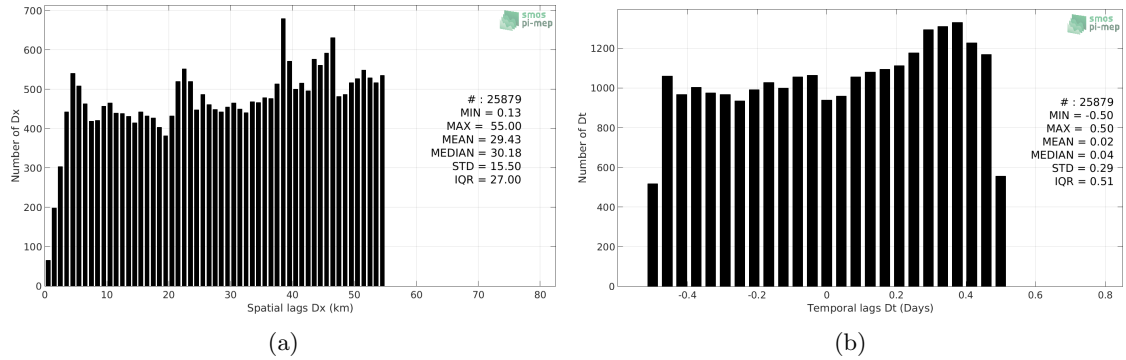 700
600
500
400
300
200
100
0
Number of Dx
0 10 20 30 40 50 60 70 80
Spatial lags Dx (km)
smos
pi-mep
# : 25879
MIN = 0.13
MAX = 55.00
MEAN = 29.43
MEDIAN = 30.18
STD = 15.50
IQR = 27.00
(a)
1200
1000
800
600
400
200
0
Number of Dt
-0.4 -0.2 0 0.2 0.4 0.6 0.8
Temporal lags Dt (Days)
smos
pi-mep
# : 25879
MIN = -0.50
MAX = 0.50
MEAN = 0.02
MEDIAN = 0.04
STD = 0.29
IQR = 0.51
(b)